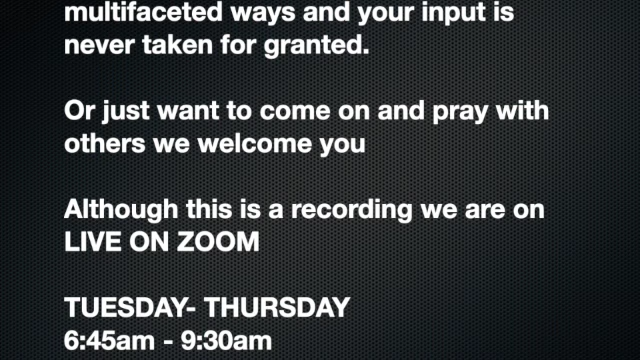 multifaceted ways and your input is
never taken for granted.
Or just want to come on and pray with
others we welcome you
Although this is a recording we are on
LIVE ON ZOOM
TUESDAY- THURSDAY
6:45am - 9:30am